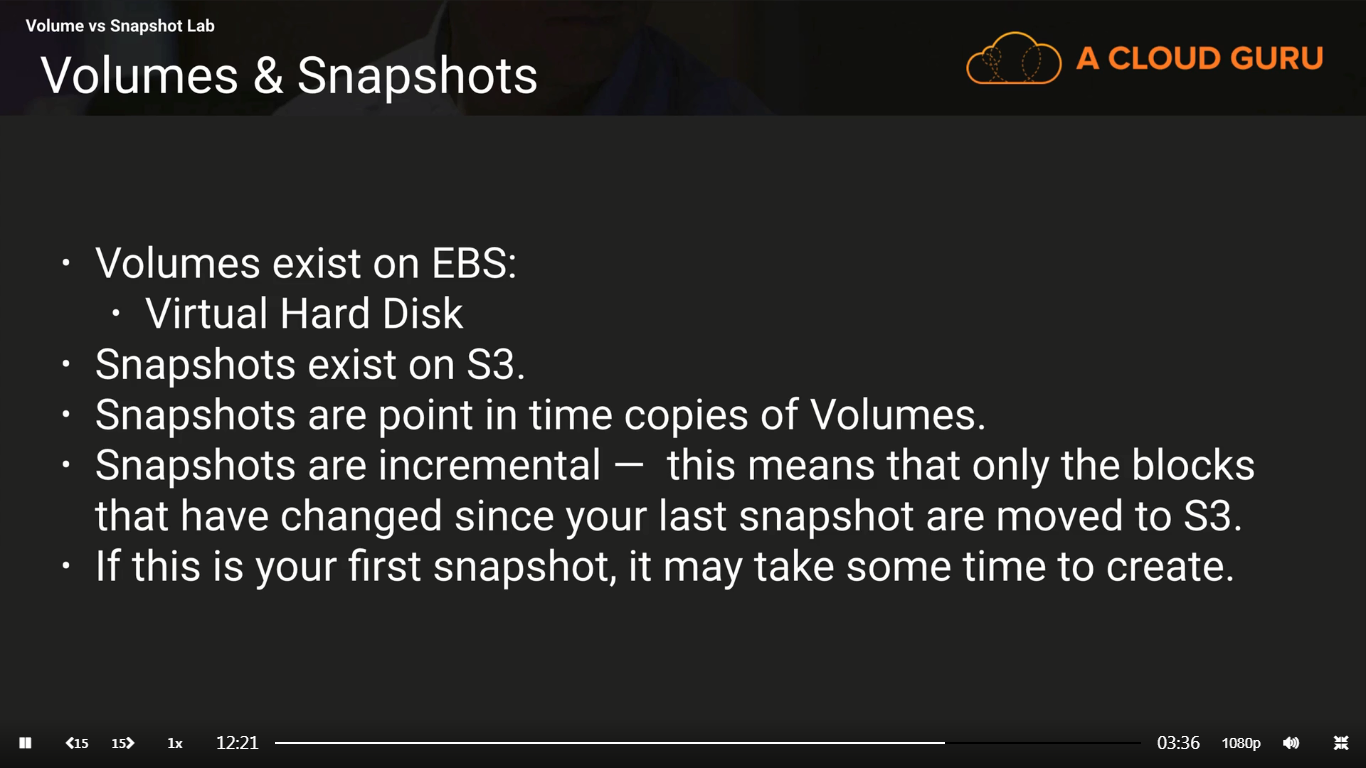 Volume vs Snapshot Lab
Volumes & Snapshots
A CLOUD GURU
• Volumes exist on EBS:
• Virtual Hard Disk
• Snapshots exist on S3.
• Snapshots are point in time copies of Volumes.
• Snapshots are incremental — this means that only the blocks
that have changed since your last snapshot are moved to S3.
• If this is your first snapshot, it may take some time to create.
15 15 1x 12:21 03:36 1080p